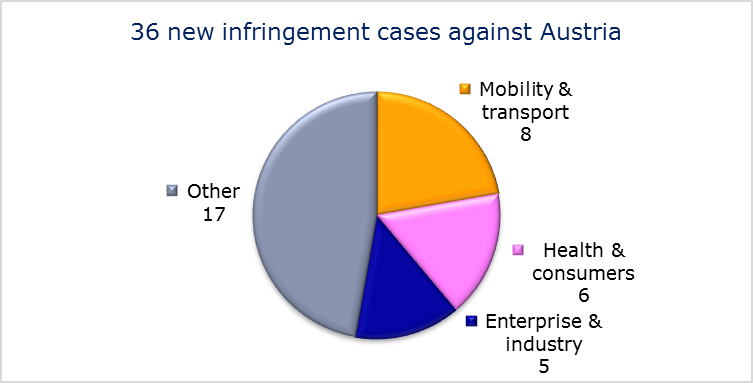 36 new infringement cases against Austria
Mobility &
transport
8
Other
17
Health &
consumers
6
Enterprise &
industry
5